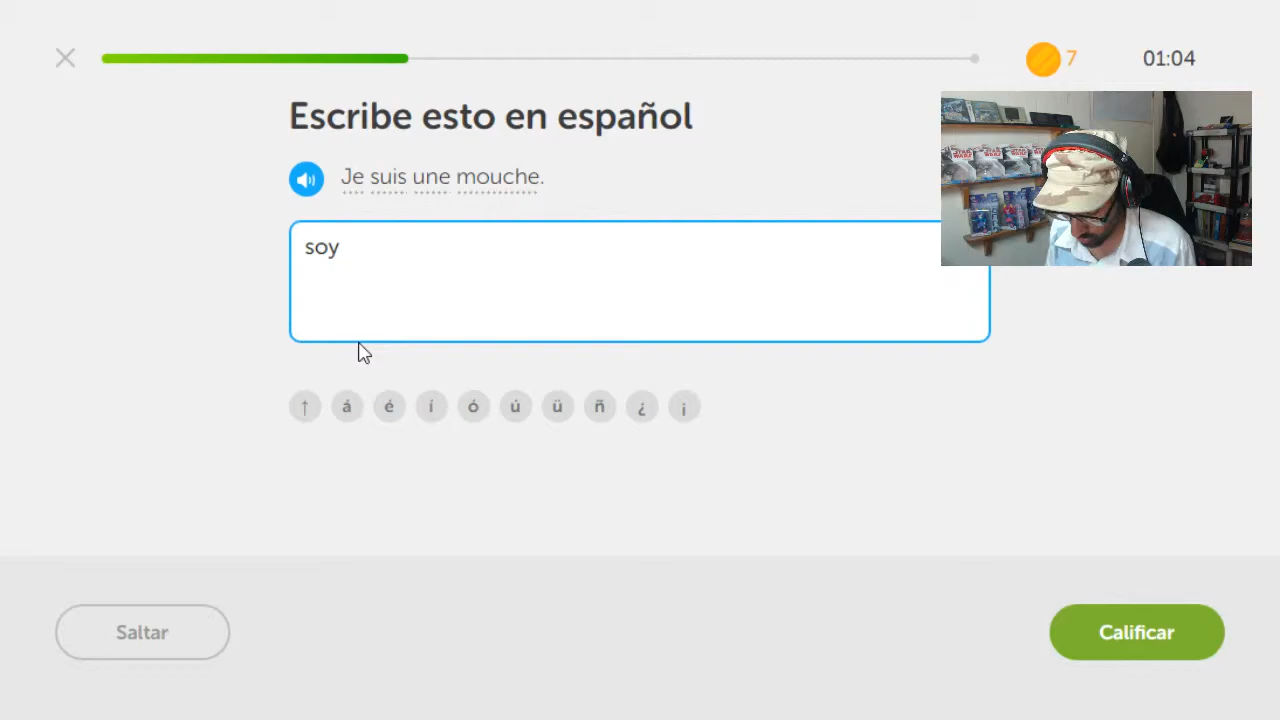 7
01:04
Escribe esto en español
Je suis une mouche.
soy
↑ á é í ó ú ü ñ ¿ ¡
Saltar
Calificar